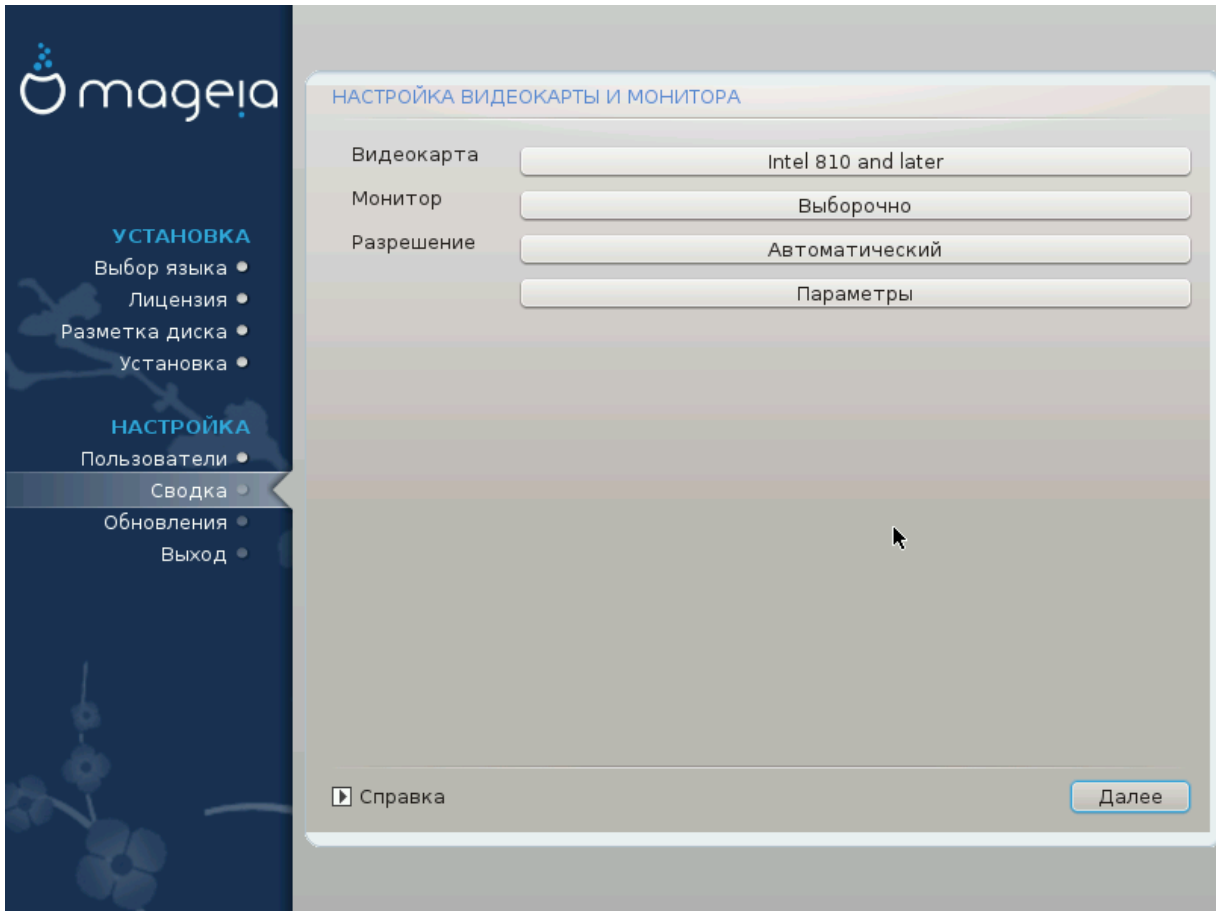 mageia
УСТАНОВКА
Выбор языка
Лицензия
Разметка диска
Установка
НАСТРОЙКА
Пользователи
Сводка
Обновления
Выход
НАСТРОЙКА ВИДЕОКАРТЫ И МОНИТОРА
Видеокарта Intel 810 and later
Монитор Выборочно
Разрешение Автоматический
Параметры
Справка Далее